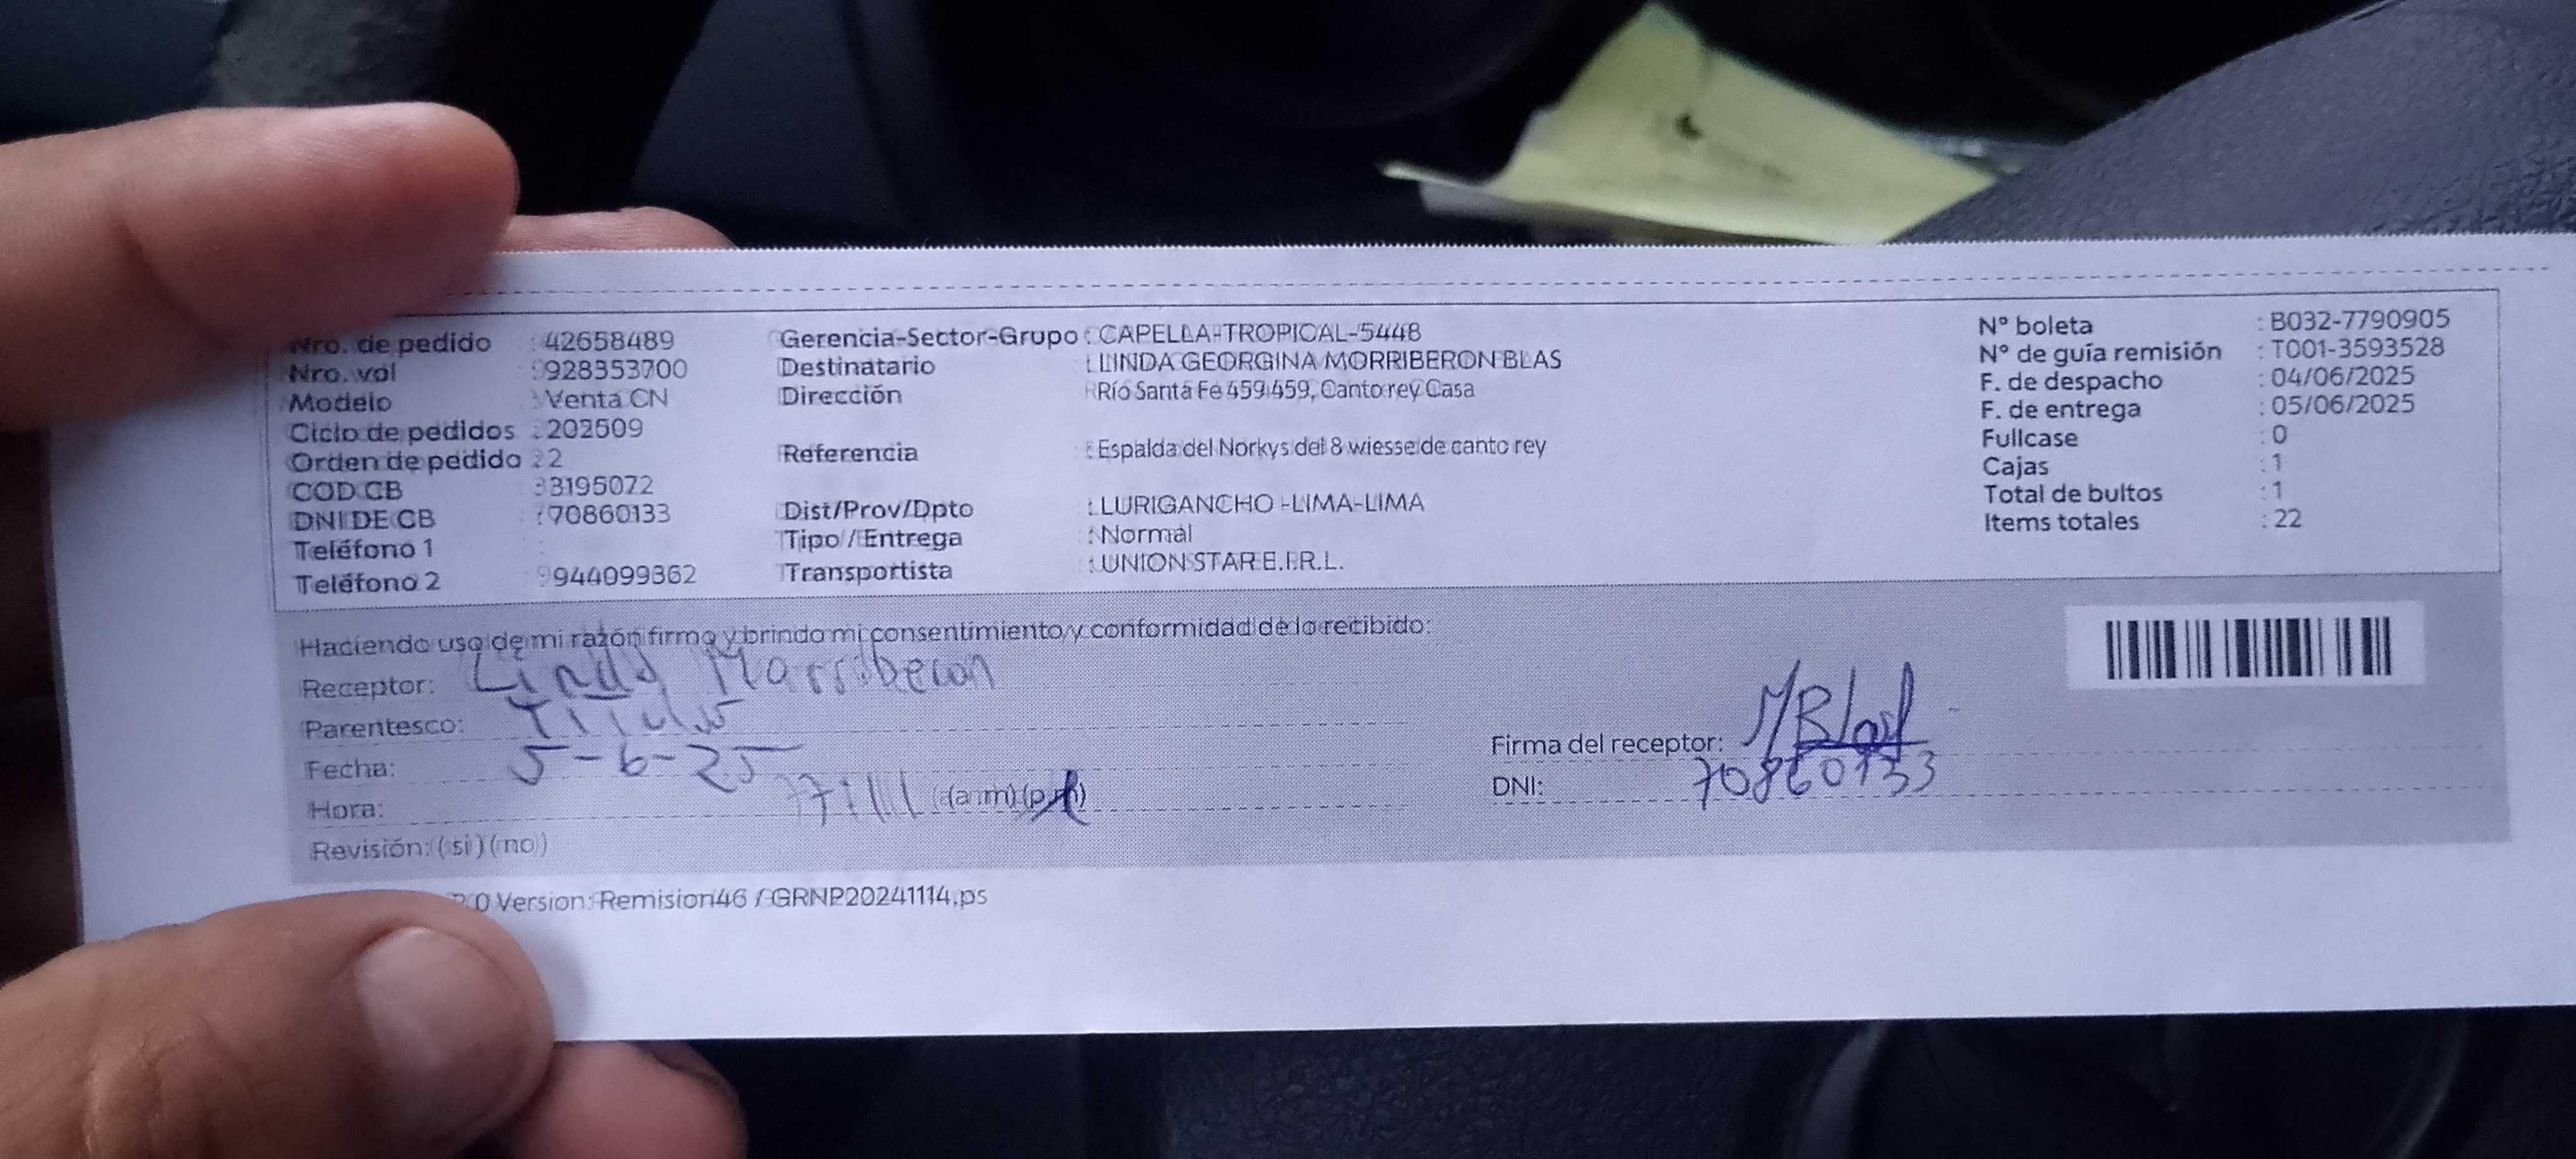 Nro. de pedido : 42658489
Nro. vol : 928353700
Modelo : Venta CN
Ciclo de pedidos : 202509
Orden de pedido : 2
COD CB : 3195072
DNI DE CB : 70860133
Teléfono 1 :
Teléfono 2 : 944099362
Gerencia-Sector-Grupo : CAPELLA-TROPICAL-5448
Destinatario : LINDA GEORGINA MORRIBERON BLAS
Dirección : Río Santa Fe 459 459, Canto rey Casa
Referencia : Espalda del Norkys del 8 wiesse de canto rey
Dist/Prov/Dpto : LURIGANCHO -LIMA-LIMA
Tipo / Entrega : Normal
Transportista : UNION STAR E.I.R.L.
N° boleta : B032-7790905
N° de guía remisión : T001-3593528
F. de despacho : 04/06/2025
F. de entrega : 05/06/2025
Fullcase : 0
Cajas : 1
Total de bultos : 1
Items totales : 22
Haciendo uso de mi razón firmo y brindo mi consentimiento y conformidad de lo recibido:
Receptor: Linda Morriberon
Parentesco: Titular
Fecha: 5-6-25
Hora: (am) (pm)
Revisión: ( si ) ( no )
Firma del receptor: MBlas
DNI: 70860133
0 Version: Remision46 / GRNP20241114.ps